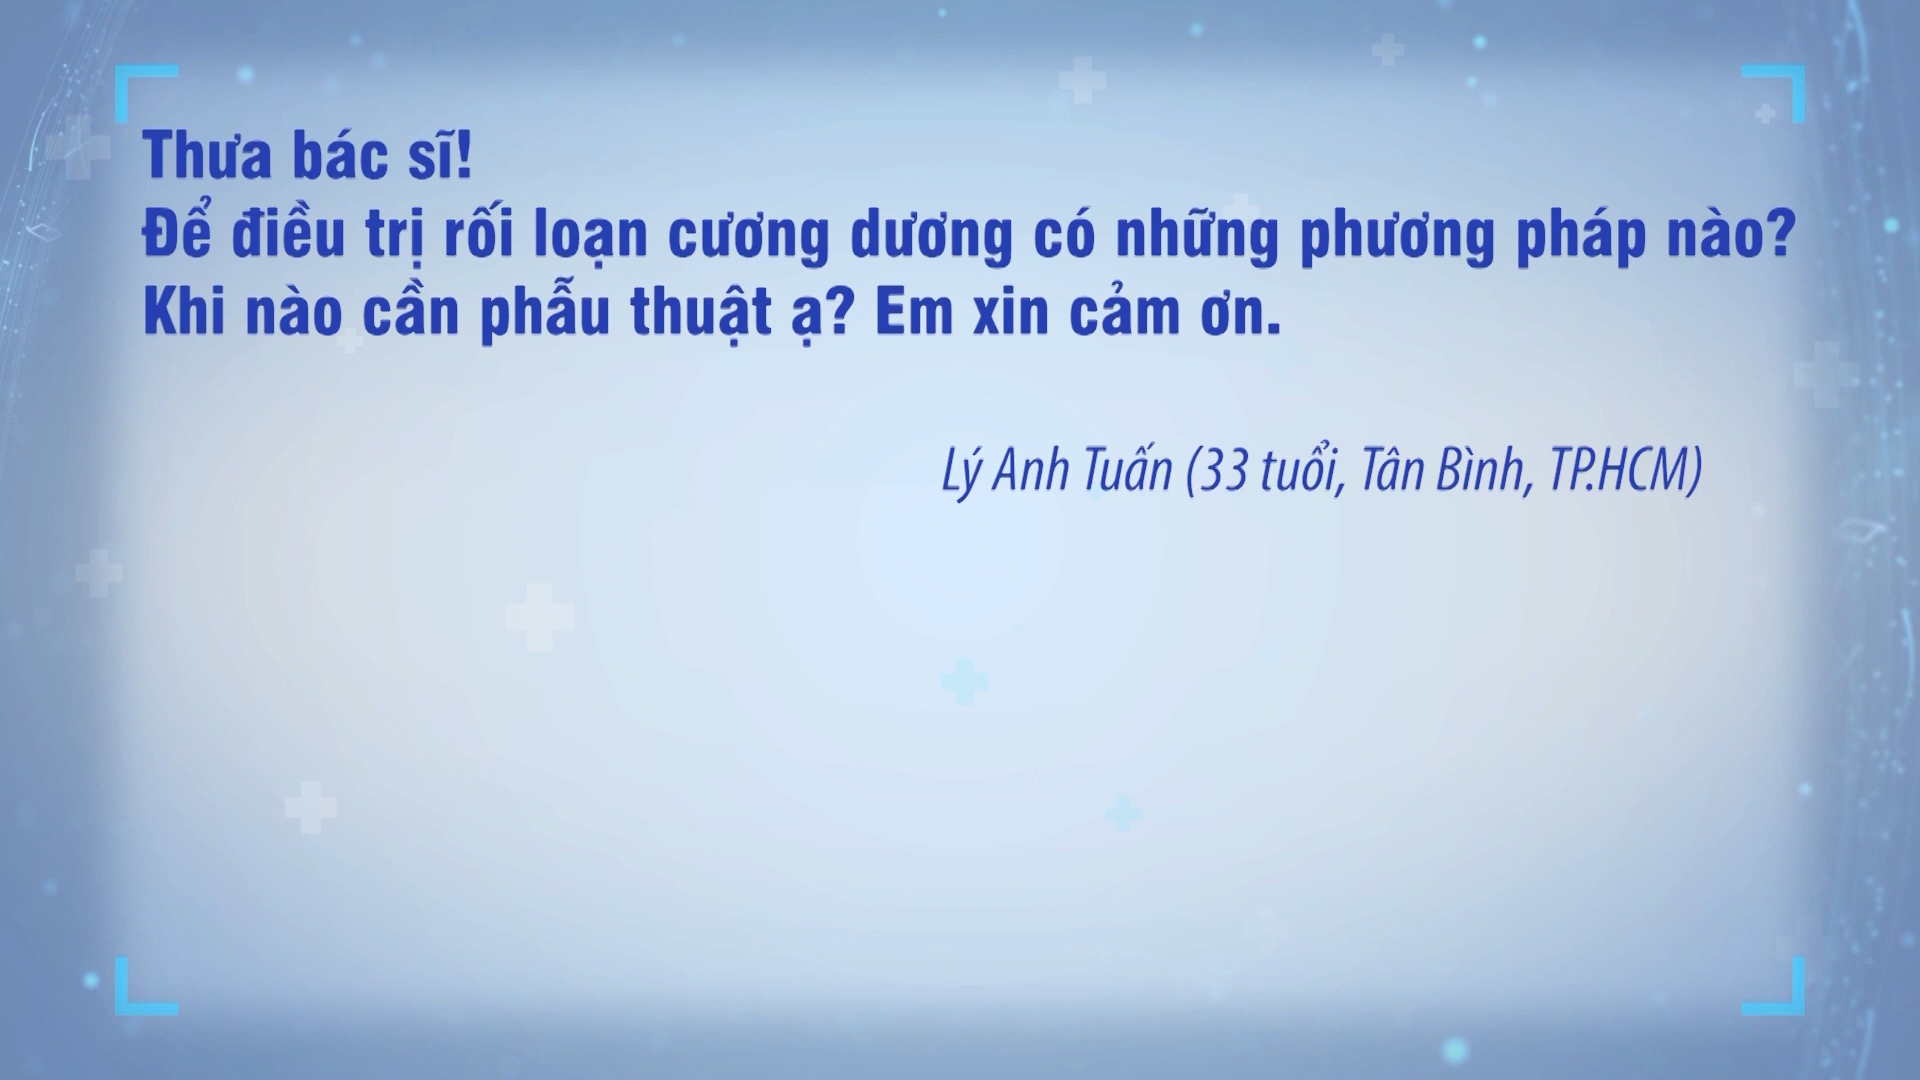 Thưa bác sĩ!
Để điều trị rối loạn cương dương có những phương pháp nào?
Khi nào cần phẫu thuật ạ? Em xin cảm ơn.
Lý Anh Tuấn (33 tuổi, Tân Bình, TP.HCM)